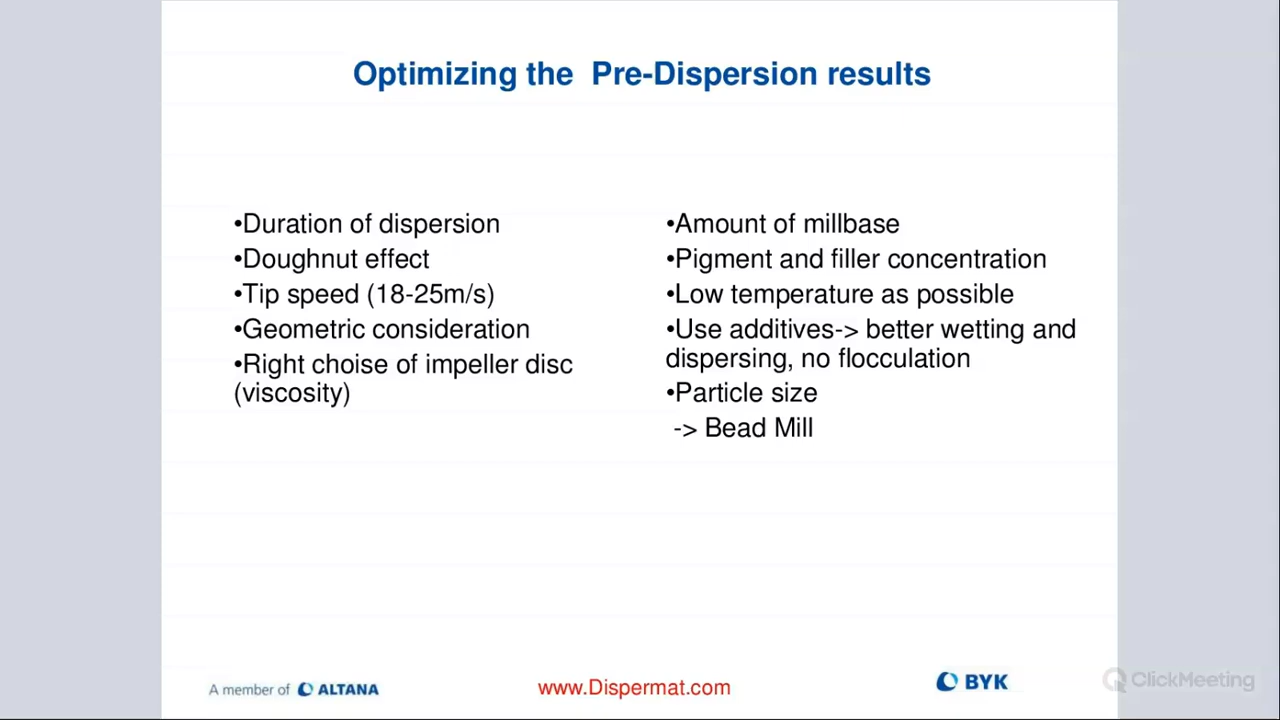 Optimizing the  Pre-Dispersion results
•Duration of dispersion
•Doughnut effect
•Tip speed (18-25m/s)
•Geometric consideration
•Right choise of impeller disc
(viscosity)
•Amount of millbase
•Pigment and filler concentration
•Low temperature as possible
•Use additives-> better wetting and
dispersing, no flocculation
•Particle size
-> Bead Mill
A member of ALTANA
www.Dispermat.com
BYK
ClickMeeting